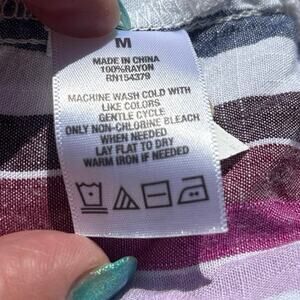 M
MADE IN CHINA
100%RAYON
RN154379
MACHINE WASH COLD WITH
LIKE COLORS
GENTLE CYCLE
ONLY NON-CHLORINE BLEACH
WHEN NEEDED
LAY FLAT TO DRY
WARM IRON IF NEEDED